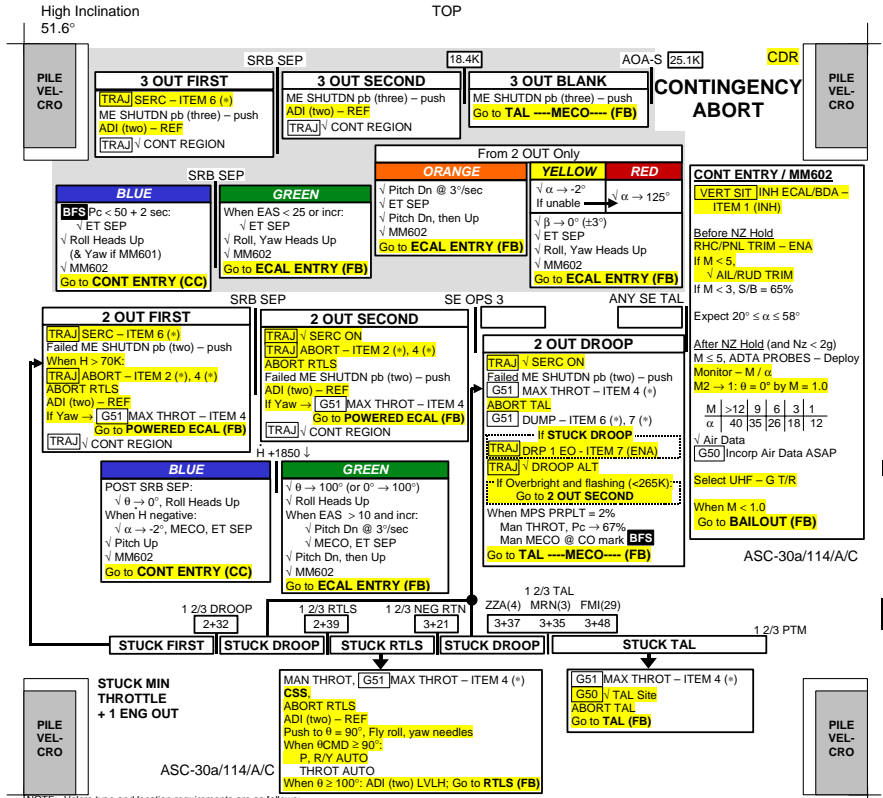 High Inclination
51.6°
TOP
CDR
PILE
VEL-
CRO
SRB SEP
18.4K
AOA-S
25.1K
PILE
VEL-
CRO
CONTINGENCY
ABORT
3 OUT FIRST
TRAJ SERC – ITEM 6 (*)
ME SHUTDN pb (three) – push
ADI (two) – REF
TRAJ √ CONT REGION
3 OUT SECOND
ME SHUTDN pb (three) – push
ADI (two) – REF
TRAJ √ CONT REGION
3 OUT BLANK
ME SHUTDN pb (three) – push
Go to TAL ----MECO---- (FB)
SRB SEP
From 2 OUT Only
BLUE
BFS Pc < 50 + 2 sec:
√ ET SEP
√ Roll Heads Up
(& Yaw if MM601)
√ MM602
Go to CONT ENTRY (CC)
GREEN
When EAS < 25 or incr:
√ ET SEP
√ Roll, Yaw Heads Up
√ MM602
Go to ECAL ENTRY (FB)
ORANGE
√ Pitch Dn @ 3°/sec
√ ET SEP
√ Pitch Dn, then Up
√ MM602
Go to ECAL ENTRY (FB)
YELLOW
√ α → -2°
If unable
RED
√ α → 125°
√ β → 0° (±3°)
√ ET SEP
√ Roll, Yaw Heads Up
√ MM602
Go to ECAL ENTRY (FB)
CONT ENTRY / MM602
VERT SIT INH ECAL/BDA –
ITEM 1 (INH)
Before NZ Hold
RHC/PNL TRIM – ENA
If M < 5,
√ AIL/RUD TRIM
If M < 3, S/B = 65%
Expect 20° ≤ α ≤ 58°
After NZ Hold (and Nz < 2g)
M ≤ 5, ADTA PROBES – Deploy
Monitor – M / α
M2 → 1: θ = 0° by M = 1.0
M >12 9 6 3 1
α 40 35 26 18 12
√ Air Data
G50 Incorp Air Data ASAP
Select UHF – G T/R
When M < 1.0
Go to BAILOUT (FB)
ASC-30a/114/A/C
SRB SEP
SE OPS 3
ANY SE TAL
2 OUT FIRST
TRAJ SERC – ITEM 6 (*)
Failed ME SHUTDN pb (two) – push
When H > 70K:
TRAJ ABORT – ITEM 2 (*), 4 (*)
ABORT RTLS
ADI (two) – REF
If Yaw → G51 MAX THROT – ITEM 4
Go to POWERED ECAL (FB)
TRAJ √ CONT REGION
2 OUT SECOND
TRAJ √ SERC ON
TRAJ ABORT – ITEM 2 (*), 4 (*)
ABORT RTLS
Failed ME SHUTDN pb (two) – push
ADI (two) – REF
If Yaw → G51 MAX THROT – ITEM 4
Go to POWERED ECAL (FB)
TRAJ √ CONT REGION
2 OUT DROOP
TRAJ √ SERC ON
Failed ME SHUTDN pb (two) – push
G51 MAX THROT – ITEM 4 (*)
ABORT TAL
G51 DUMP – ITEM 6 (*), 7 (*)
If STUCK DROOP
TRAJ DRP 1 EO - ITEM 7 (ENA)
TRAJ √ DROOP ALT
If Overbright and flashing (<265K):
Go to 2 OUT SECOND
When MPS PRPLT = 2%
Man THROT, Pc → 67%
Man MECO @ CO mark BFS
Go to TAL ----MECO---- (FB)
H +1850 ↓
BLUE
POST SRB SEP:
√ θ → 0°, Roll Heads Up
When H negative:
√ α → -2°, MECO, ET SEP
√ Pitch Up
√ MM602
Go to CONT ENTRY (CC)
GREEN
√ θ → 100° (or 0° → 100°)
√ Roll Heads Up
When EAS > 10 and incr:
√ Pitch Dn @ 3°/sec
√ MECO, ET SEP
√ Pitch Dn, then Up
√ MM602
Go to ECAL ENTRY (FB)
1 2/3 DROOP
2+32
1 2/3 RTLS
2+39
1 2/3 NEG RTN
3+21
1 2/3 TAL
ZZA(4) MRN(3) FMI(29)
3+37 3+35 3+48
1 2/3 PTM
STUCK FIRST
STUCK DROOP
STUCK RTLS
STUCK DROOP
STUCK TAL
STUCK MIN
THROTTLE
+ 1 ENG OUT
PILE
VEL-
CRO
ASC-30a/114/A/C
MAN THROT, G51 MAX THROT – ITEM 4 (*)
CSS,
ABORT RTLS
ADI (two) – REF
Push to θ = 90°, Fly roll, yaw needles
When θCMD ≥ 90°:
P, R/Y AUTO
THROT AUTO
When θ ≥ 100°: ADI (two) LVLH; Go to RTLS (FB)
G51 MAX THROT – ITEM 4 (*)
G50 √ TAL Site
ABORT TAL
Go to TAL (FB)
PILE
VEL-
CRO